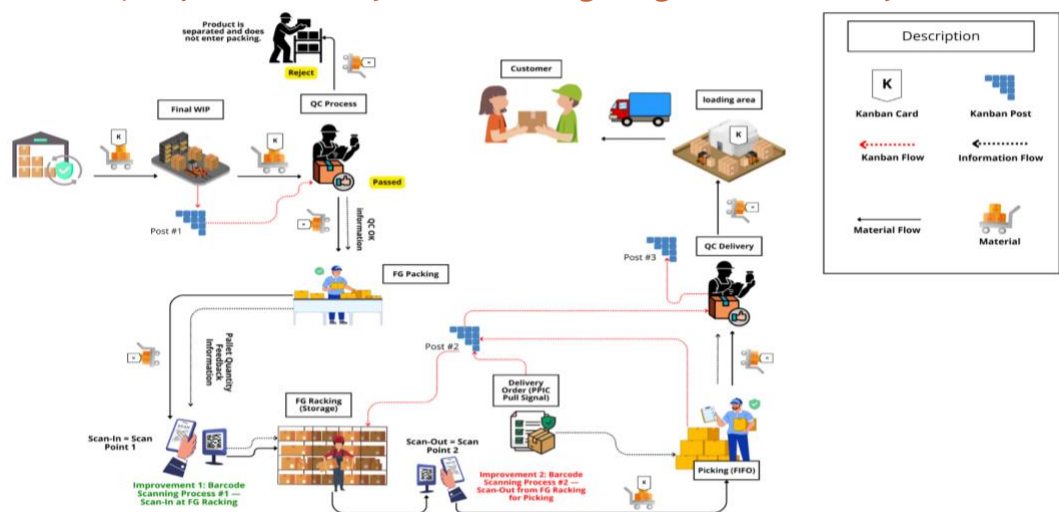 Product is
separated and does
not enter packing.
Reject
QC Process
Final WIP
K
K
Passed
Post #1
QC OK
information
FG Packing
Pallet Quantity
Feedback
Information
Scan-In = Scan
Point 1
Improvement 1: Barcode
Scanning Process #1 —
Scan-In at FG Racking
FG Racking
(Storage)
Scan-Out = Scan
Point 2
Improvement 2: Barcode
Scanning Process #2 —
Scan-Out from FG Racking
for Picking
Post #2
Delivery
Order (PPIC
Pull Signal)
Picking (FIFO)
Post #3
QC Delivery
loading area
K
Customer
Description
K
Kanban Card
Kanban Post
Kanban Flow
Information Flow
Material Flow
Material